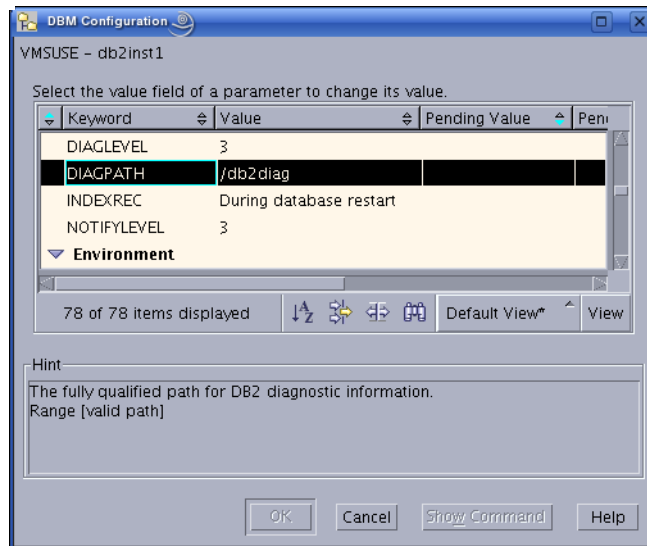 DBM Configuration
VMSUSE - db2inst1
Select the value field of a parameter to change its value.
Keyword Value Pending Value Pen
DIAGLEVEL 3
DIAGPATH /db2diag
INDEXREC During database restart
NOTIFYLEVEL 3
Environment
78 of 78 items displayed Default View* View
Hint
The fully qualified path for DB2 diagnostic information.
Range [valid path]
OK Cancel Show Command Help